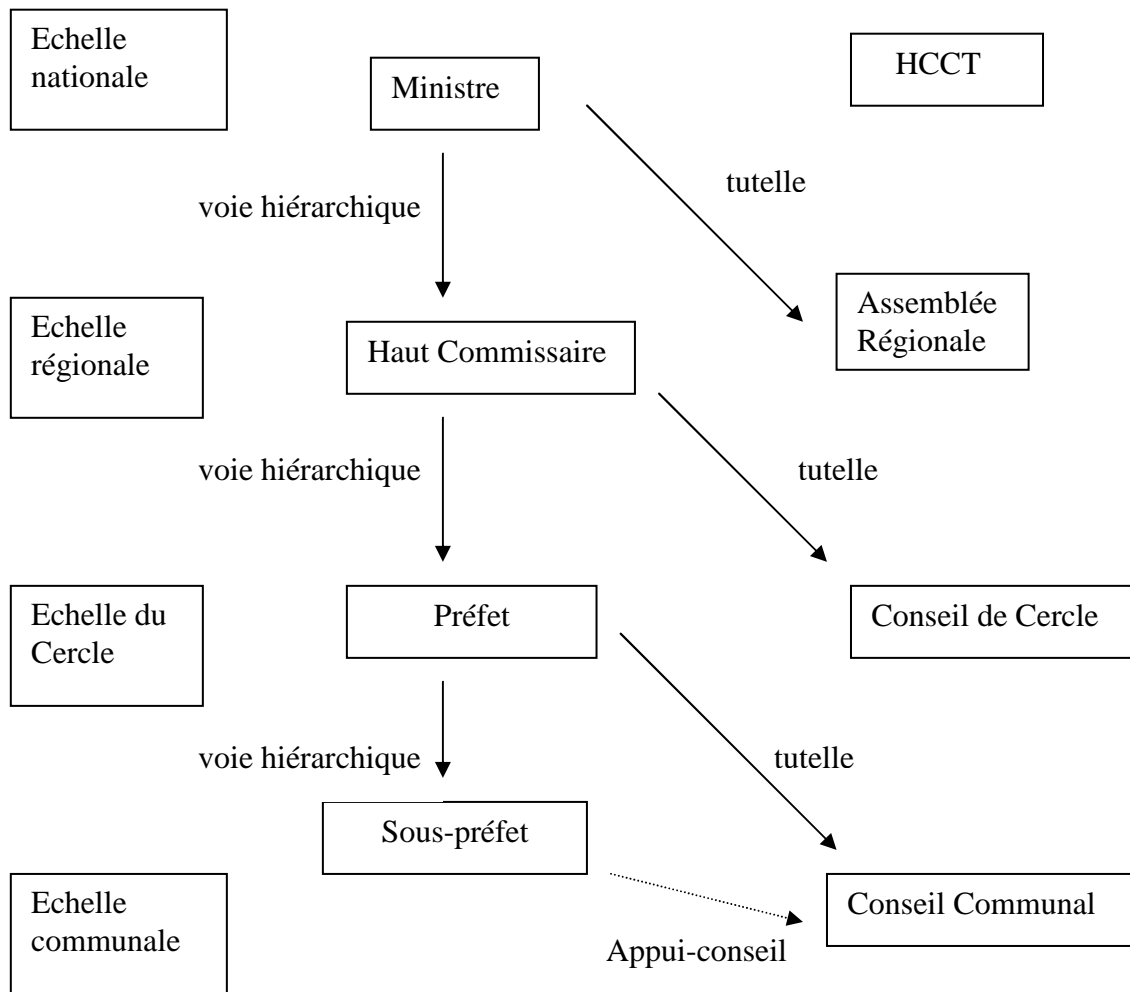 Echelle
nationale
Ministre
HCCT
voie hiérarchique
tutelle
Echelle
régionale
Haut Commissaire
Assemblée
Régionale
voie hiérarchique
tutelle
Echelle du
Cercle
Préfet
Conseil de Cercle
voie hiérarchique
tutelle
Sous-préfet
Echelle
communale
Conseil Communal
Appui-conseil